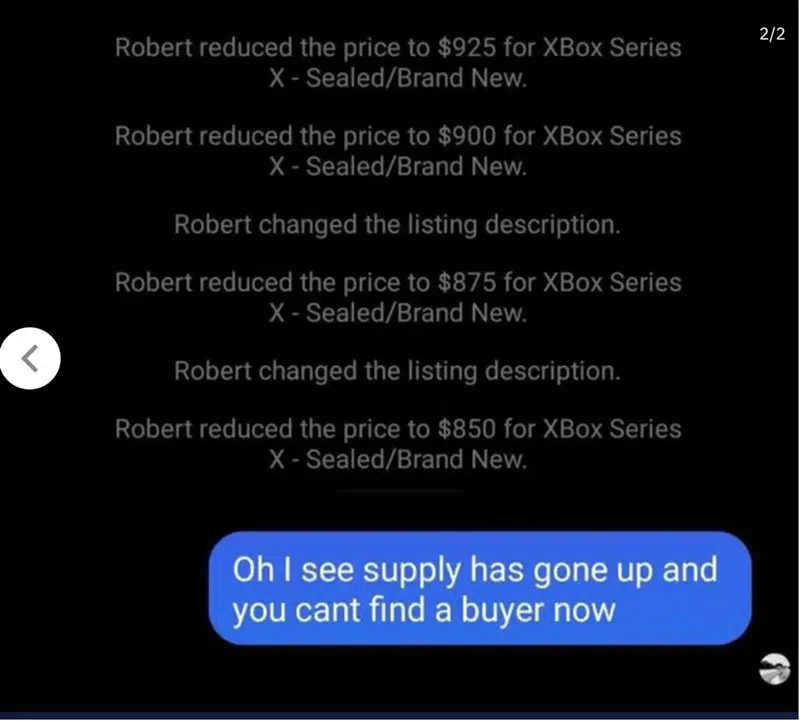 2/2
Robert reduced the price to $925 for XBox Series
X - Sealed/Brand New.
Robert reduced the price to $900 for XBox Series
X - Sealed/Brand New.
Robert changed the listing description.
Robert reduced the price to $875 for XBox Series
X - Sealed/Brand New.
Robert changed the listing description.
Robert reduced the price to $850 for XBox Series
X - Sealed/Brand New.
Oh I see supply has gone up and
you cant find a buyer now